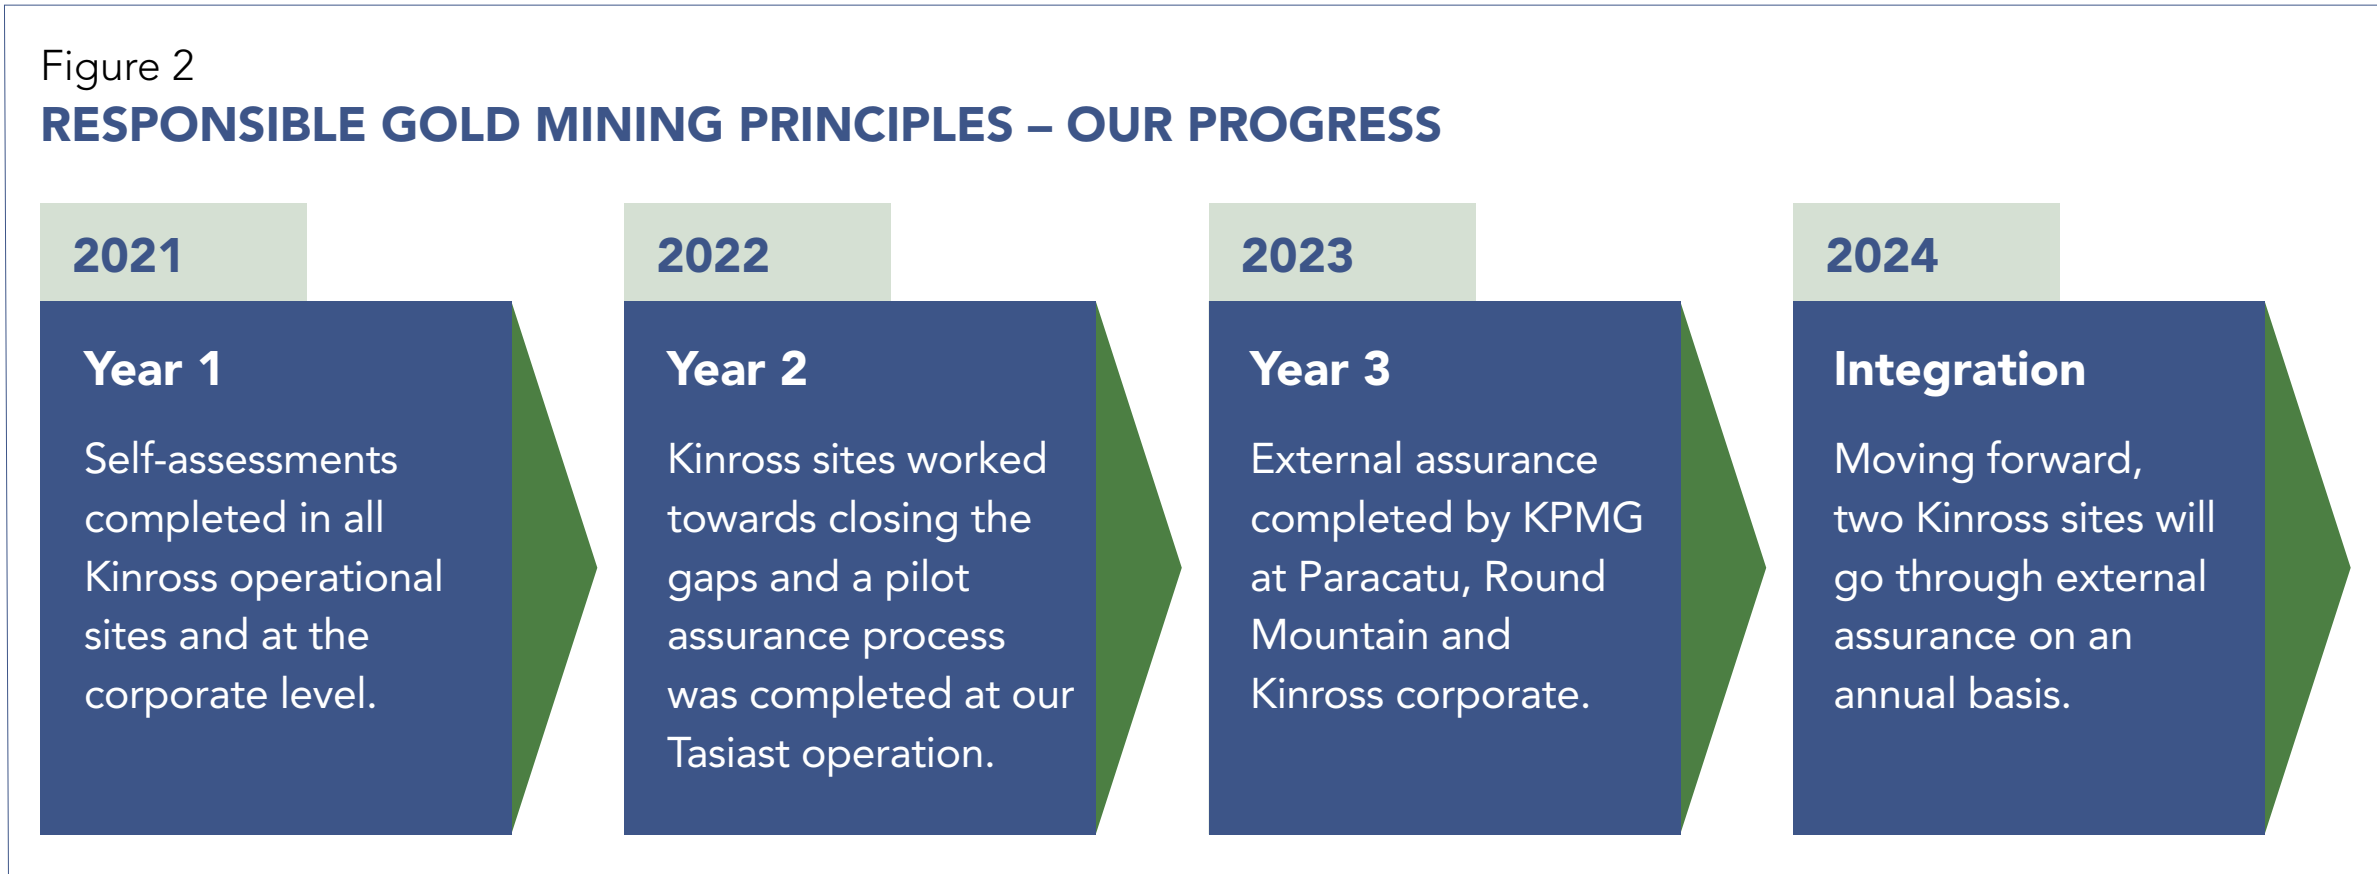 Figure 2
RESPONSIBLE GOLD MINING PRINCIPLES – OUR PROGRESS
2021
Year 1
Self-assessments
completed in all
Kinross operational
sites and at the
corporate level.
2022
Year 2
Kinross sites worked
towards closing the
gaps and a pilot
assurance process
was completed at our
Tasiast operation.
2023
Year 3
External assurance
completed by KPMG
at Paracatu, Round
Mountain and
Kinross corporate.
2024
Integration
Moving forward,
two Kinross sites will
go through external
assurance on an
annual basis.